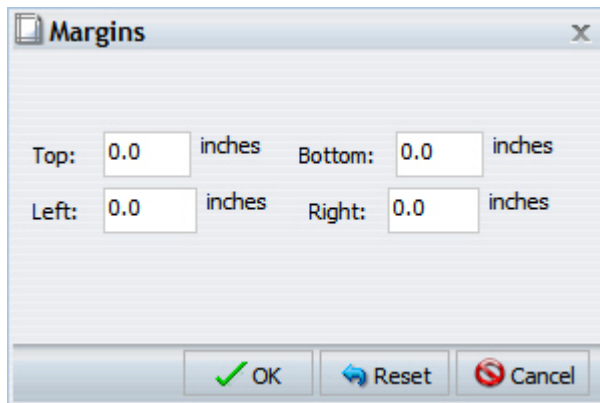 Margins
Top: 0.0 inches Bottom: 0.0 inches
Left: 0.0 inches Right: 0.0 inches
OK Reset Cancel